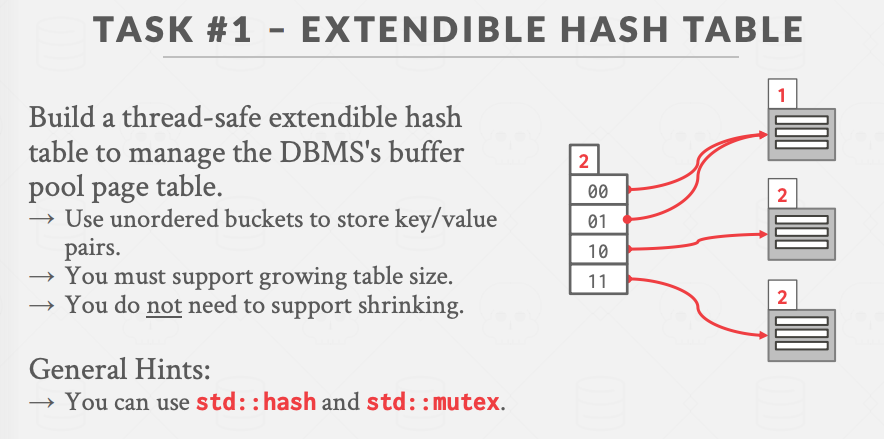 TASK #1 – EXTENDIBLE HASH TABLE
Build a thread-safe extendible hash
table to manage the DBMS's buffer
pool page table.
→ Use unordered buckets to store key/value
pairs.
→ You must support growing table size.
→ You do not need to support shrinking.
General Hints:
→ You can use std::hash and std::mutex.
2
00
01
10
11
1
2
2